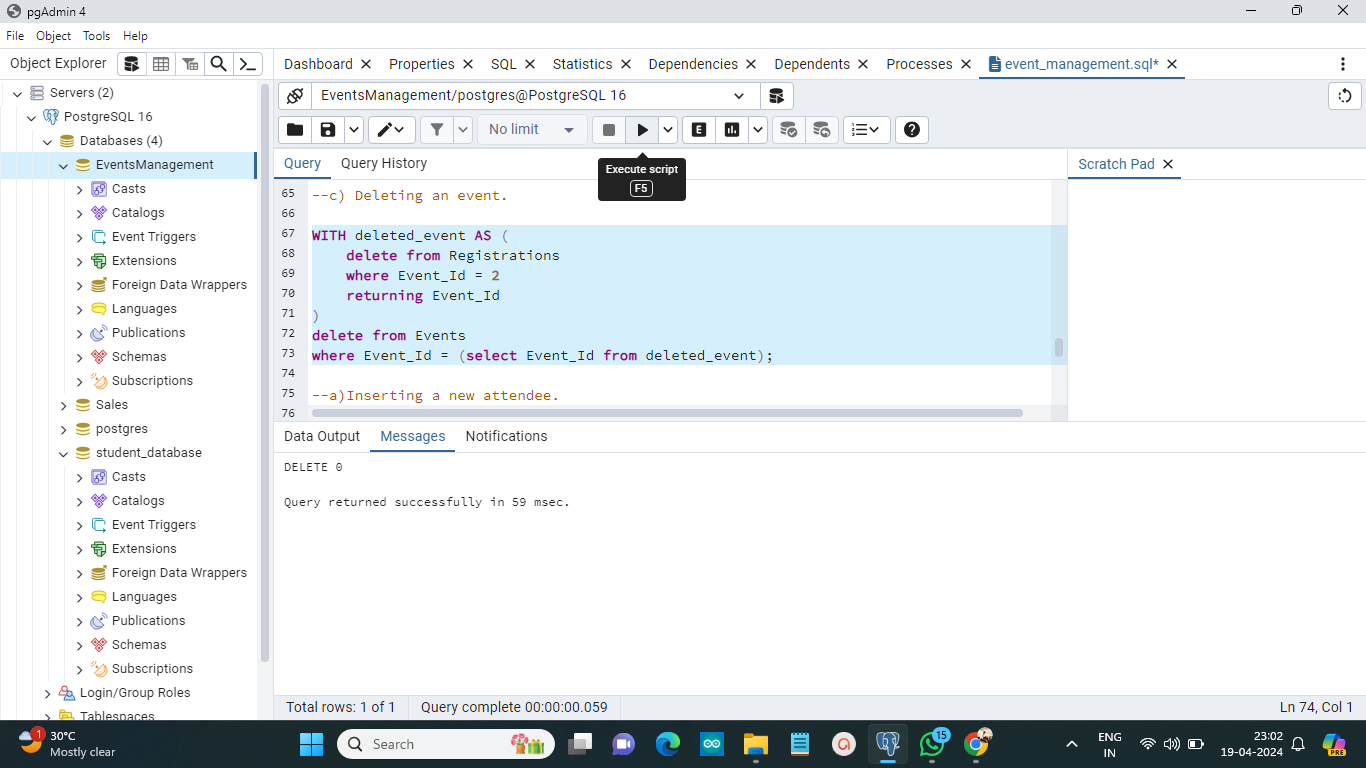 pgAdmin 4
File Object Tools Help
Object Explorer
Dashboard Properties SQL Statistics Dependencies Dependents Processes event_management.sql*
Servers (2)
PostgreSQL 16
Databases (4)
EventsManagement
Casts
Catalogs
Event Triggers
Extensions
Foreign Data Wrappers
Languages
Publications
Schemas
Subscriptions
Sales
postgres
student_database
Casts
Catalogs
Event Triggers
Extensions
Foreign Data Wrappers
Languages
Publications
Schemas
Subscriptions
Login/Group Roles
Tablespaces
EventsManagement/postgres@PostgreSQL 16
No limit
E
Execute script
F5
Query Query History
Scratch Pad
65 --c) Deleting an event.
66
67 WITH deleted_event AS (
68 delete from Registrations
69 where Event_Id = 2
70 returning Event_Id
71 )
72 delete from Events
73 where Event_Id = (select Event_Id from deleted_event);
74
75 --a)Inserting a new attendee.
76
Data Output Messages Notifications
DELETE 0
Query returned successfully in 59 msec.
Total rows: 1 of 1 Query complete 00:00:00.059 Ln 74, Col 1
1 30°C
Mostly clear
Search
15
ENG
IN
23:02
19-04-2024
PRE